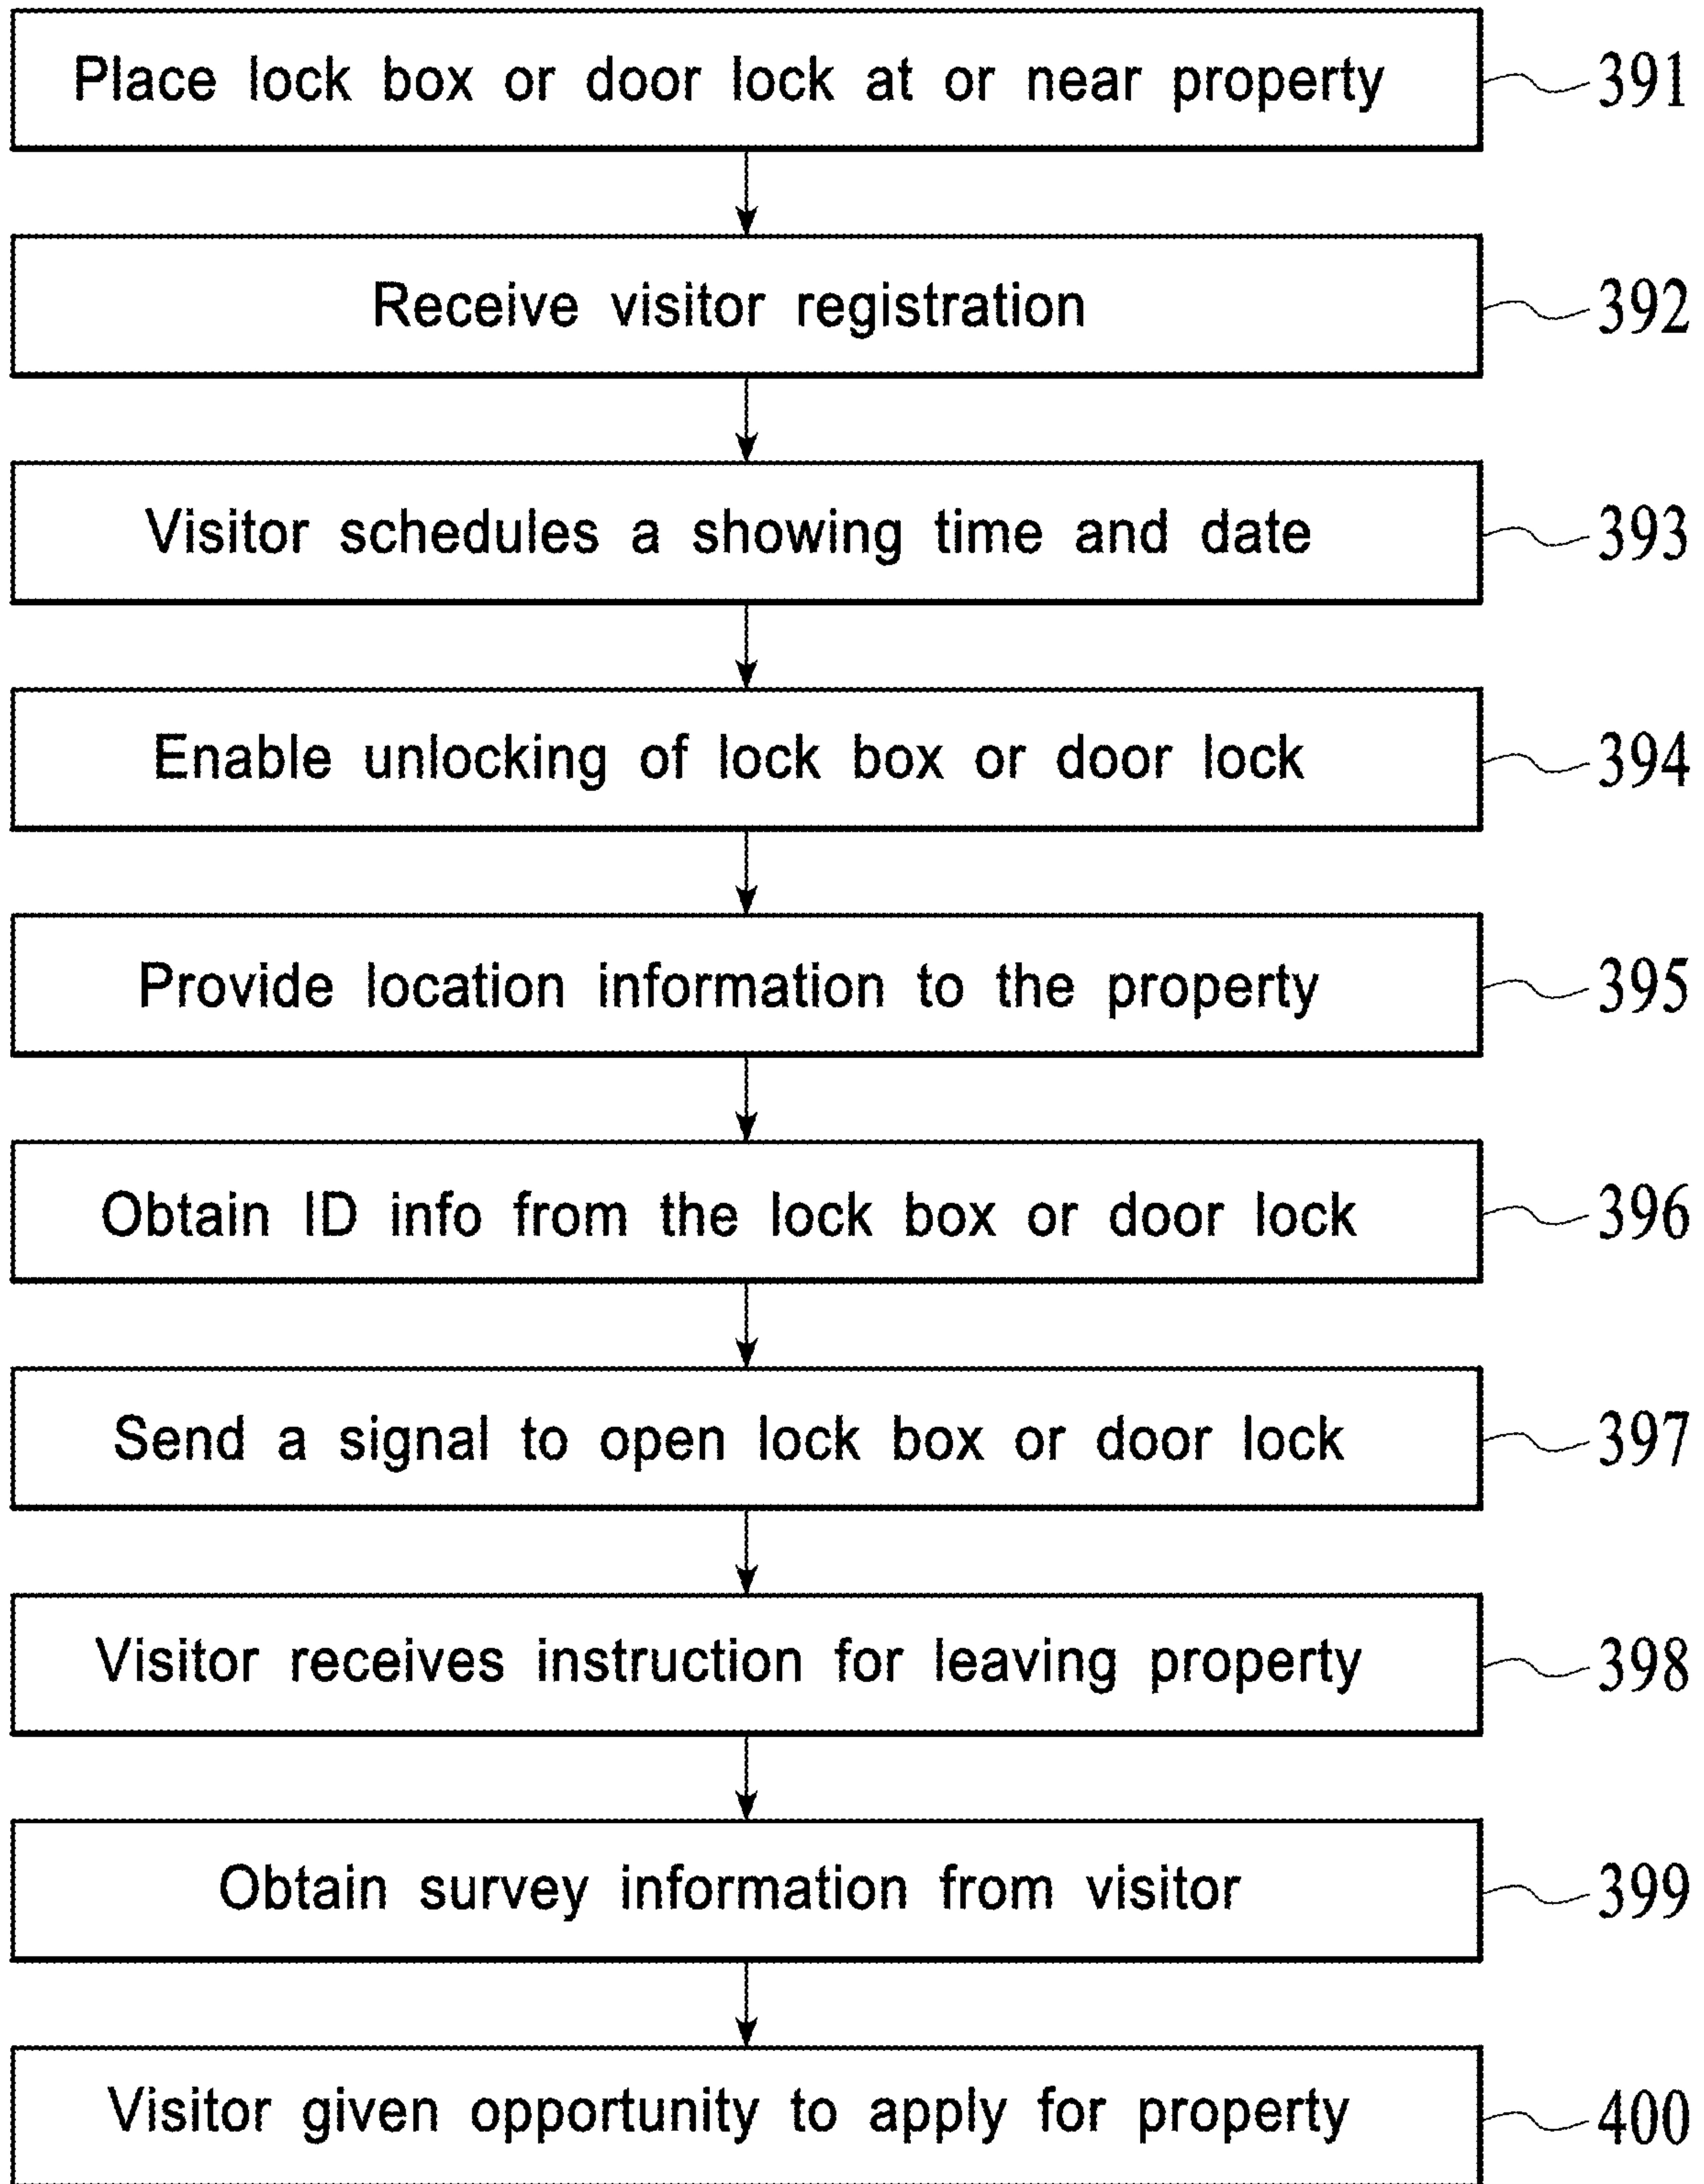 Place lock box or door lock at or near property 391
Receive visitor registration 392
Visitor schedules a showing time and date 393
Enable unlocking of lock box or door lock 394
Provide location information to the property 395
Obtain ID info from the lock box or door lock 396
Send a signal to open lock box or door lock 397
Visitor receives instruction for leaving property 398
Obtain survey information from visitor 399
Visitor given opportunity to apply for property 400